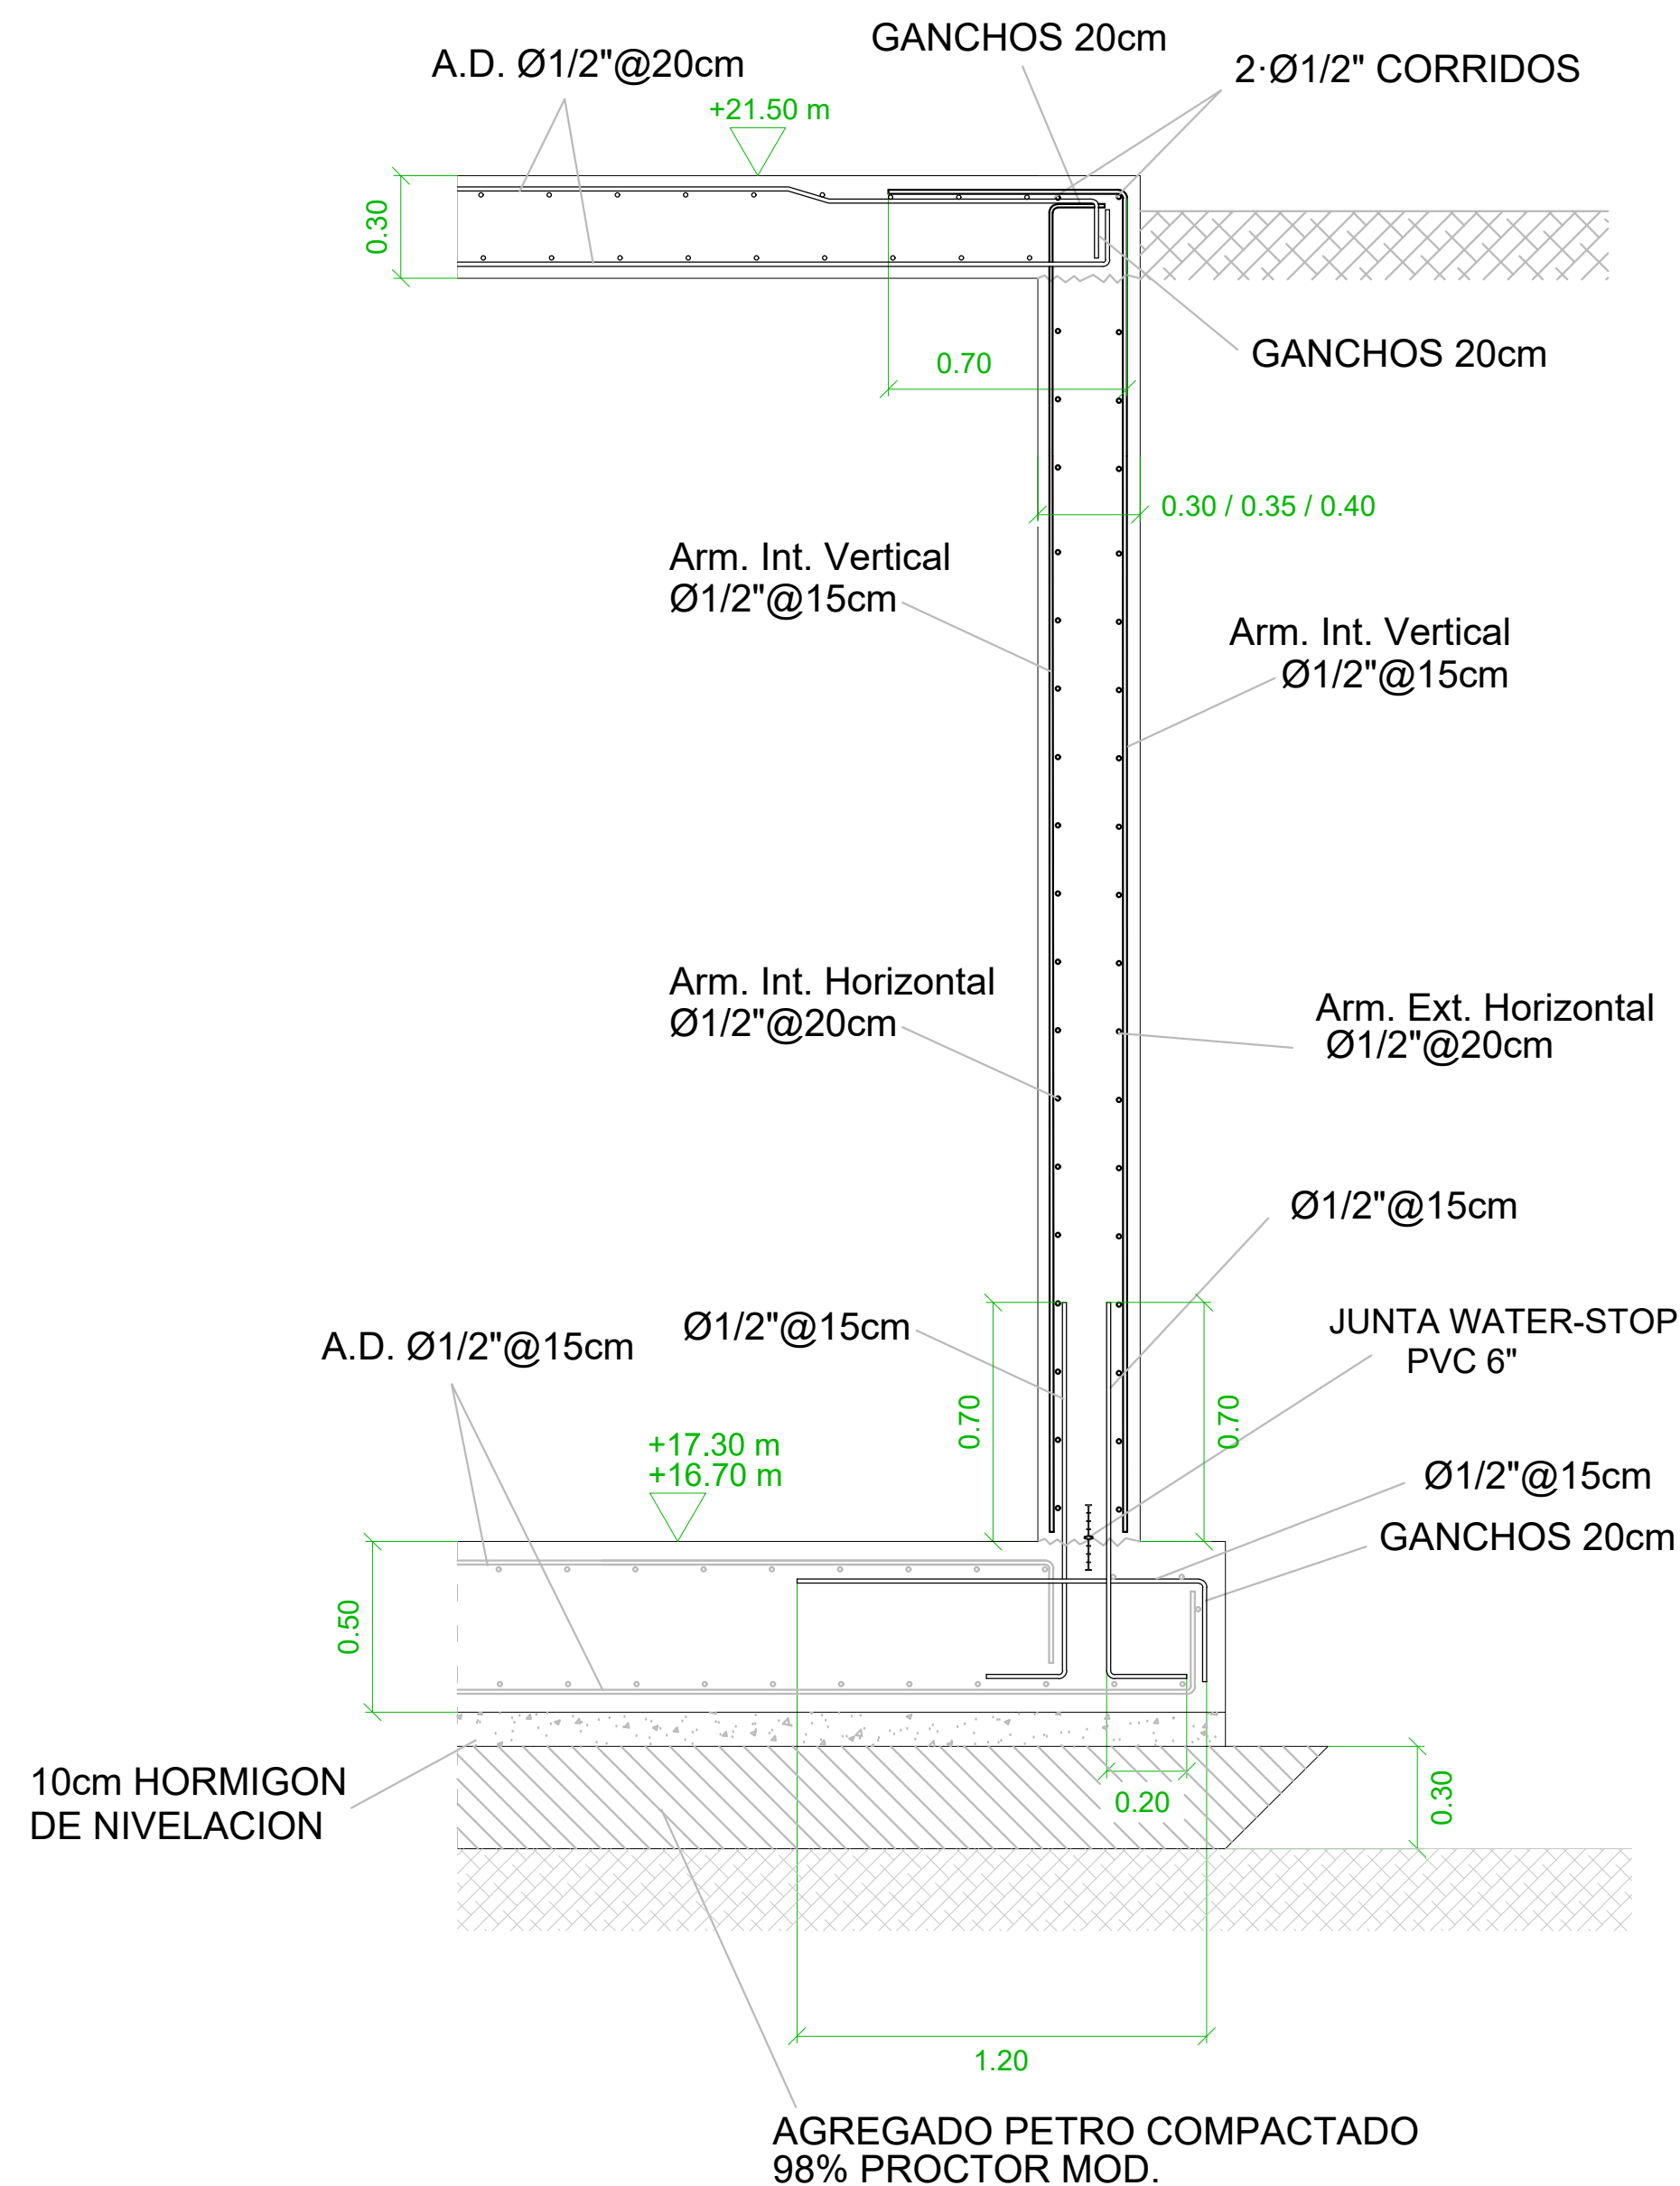 GANCHOS 20cm
A.D. Ø1/2"@20cm
2·Ø1/2" CORRIDOS
+21.50 m
0.30
GANCHOS 20cm
0.70
0.30 / 0.35 / 0.40
Arm. Int. Vertical
Ø1/2"@15cm
Arm. Int. Vertical
Ø1/2"@15cm
Arm. Int. Horizontal
Ø1/2"@20cm
Arm. Ext. Horizontal
Ø1/2"@20cm
Ø1/2"@15cm
Ø1/2"@15cm
JUNTA WATER-STOP
PVC 6"
A.D. Ø1/2"@15cm
0.70
0.70
+17.30 m
+16.70 m
Ø1/2"@15cm
GANCHOS 20cm
0.50
10cm HORMIGON
DE NIVELACION
0.20
0.30
1.20
AGREGADO PETRO COMPACTADO
98% PROCTOR MOD.